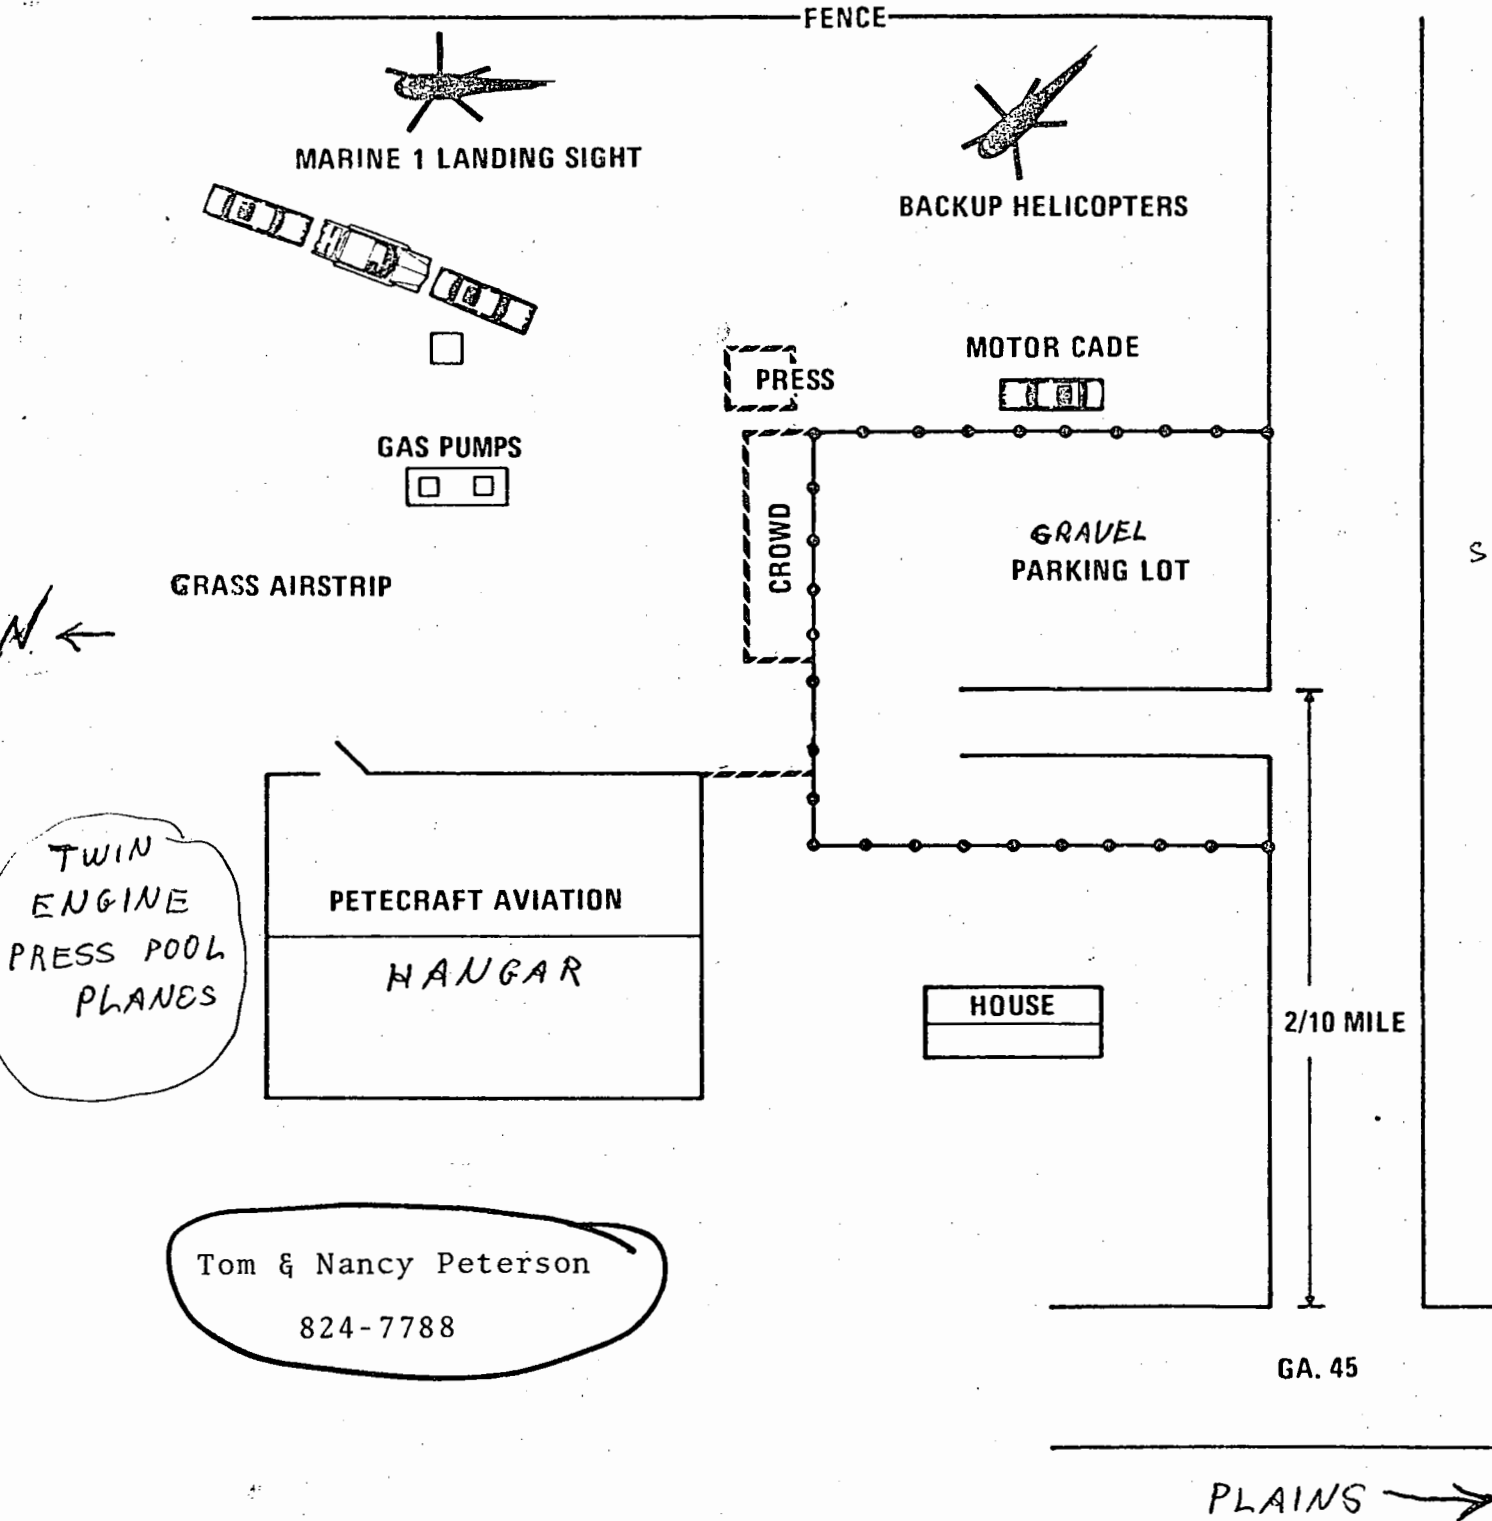 FENCE
MARINE 1 LANDING SIGHT
BACKUP HELICOPTERS
MOTOR CADE
PRESS
GAS PUMPS
CROWD
GRAVEL
PARKING LOT
S
GRASS AIRSTRIP
N
TWIN
ENGINE
PRESS POOL
PLANES
PETECRAFT AVIATION
HANGAR
HOUSE
2/10 MILE
Tom & Nancy Peterson
824-7788
GA. 45
PLAINS